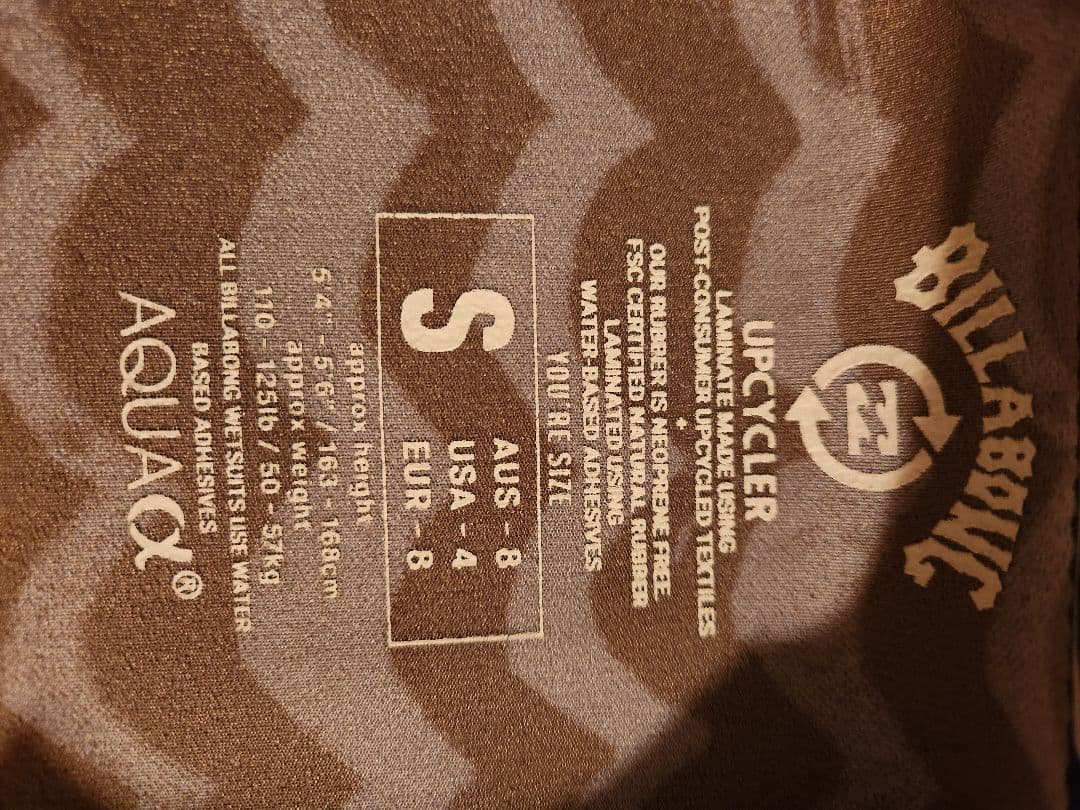 BILLABONG
UPCYCLER
LAMINATE MADE USING
POST-CONSUMER UPCYCLED TEXTILES
+
OUR RUBBER IS NEOPRENE FREE
FSC CERTIFIED NATURAL RUBBER
LAMINATED USING
WATER-BASED ADHESIVES
YOU'RE SIZE
S
AUS - 8
USA - 4
EUR - 8
approx height
5'4" - 5'6" / 163 - 168cm
approx weight
110 - 125lb / 50 - 57kg
ALL BILLABONG WETSUITS USE WATER
BASED ADHESIVES
AQUAα®